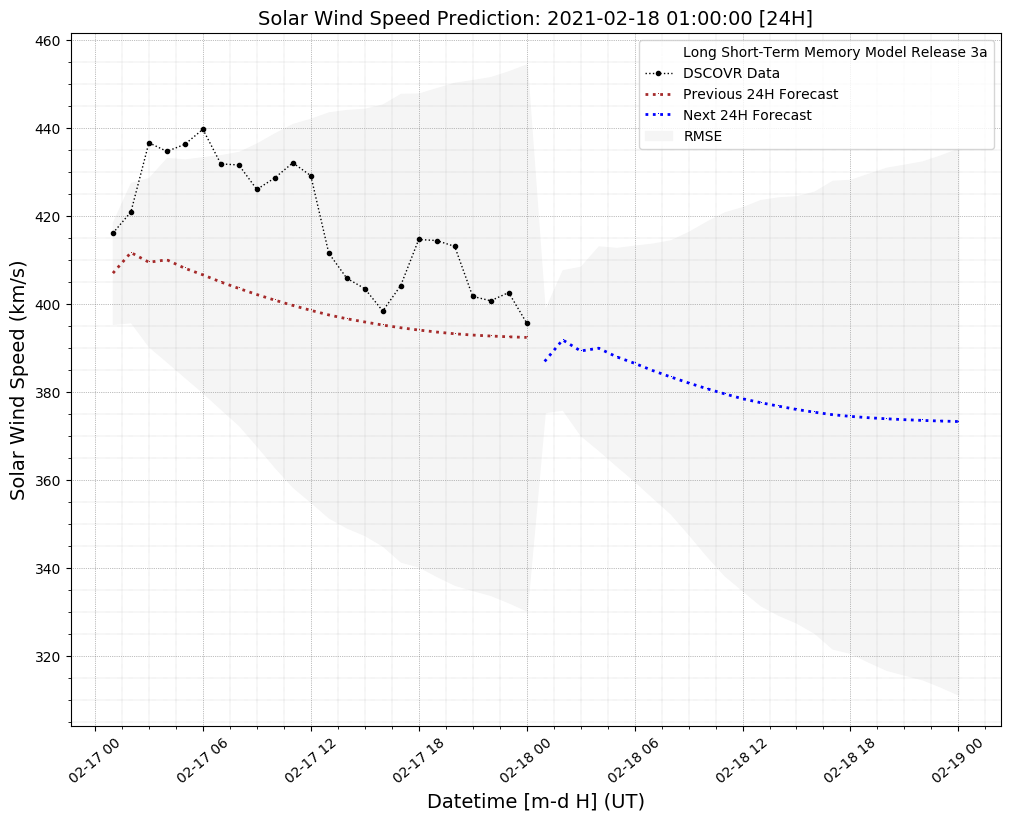 Solar Wind Speed Prediction: 2021-02-18 01:00:00 [24H]
Long Short-Term Memory Model Release 3a
DSCOVR Data
Previous 24H Forecast
Next 24H Forecast
RMSE
Solar Wind Speed (km/s)
460
440
420
400
380
360
340
320
02-17 00
02-17 06
02-17 12
02-17 18
02-18 00
02-18 06
02-18 12
02-18 18
02-19 00
Datetime [m-d H] (UT)